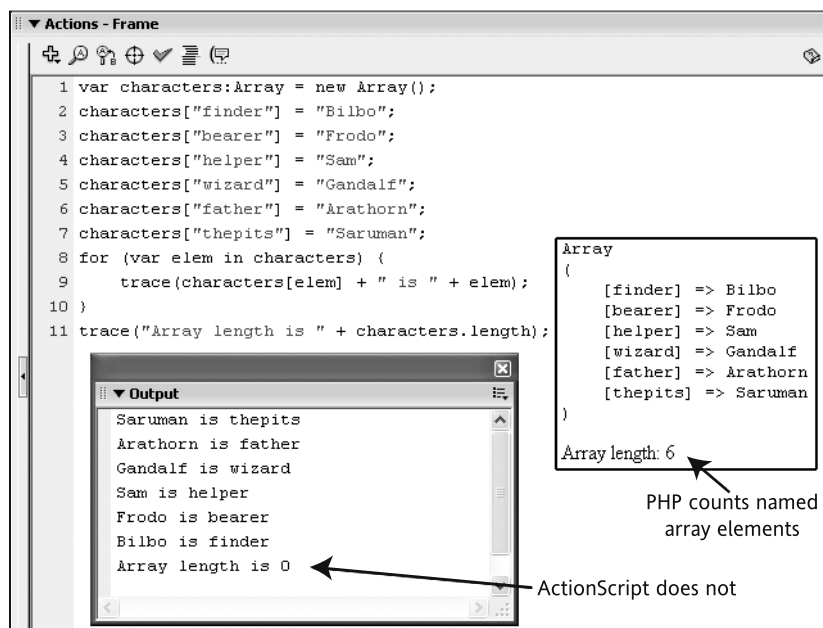 Actions - Frame
1 var characters:Array = new Array();
2 characters["finder"] = "Bilbo";
3 characters["bearer"] = "Frodo";
4 characters["helper"] = "Sam";
5 characters["wizard"] = "Gandalf";
6 characters["father"] = "Arathorn";
7 characters["thepits"] = "Saruman";
8 for (var elem in characters) {
9     trace(characters[elem] + " is " + elem);
10 }
11 trace("Array length is " + characters.length);
Output
Saruman is thepits
Arathorn is father
Gandalf is wizard
Sam is helper
Frodo is bearer
Bilbo is finder
Array length is 0
Array
(
    [finder] => Bilbo
    [bearer] => Frodo
    [helper] => Sam
    [wizard] => Gandalf
    [father] => Arathorn
    [thepits] => Saruman
)
Array length: 6
PHP counts named
array elements
ActionScript does not